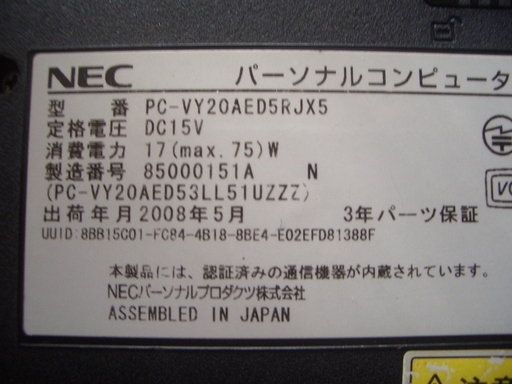 NEC パーソナルコンピュータ
型 番 PC-VY20AED5RJX5
定格電圧 DC15V
消費電力 17(max.75)W
製造番号 85000151A N
(PC-VY20AED53LL51UZZZ)
出荷年月2008年5月 3年パーツ保証
UUID:8BB15C01-FC84-4B18-8BE4-E02EFD81388F
本製品には、認証済みの通信機器が内蔵されています。
NECパーソナルプロダクツ株式会社
ASSEMBLED IN JAPAN